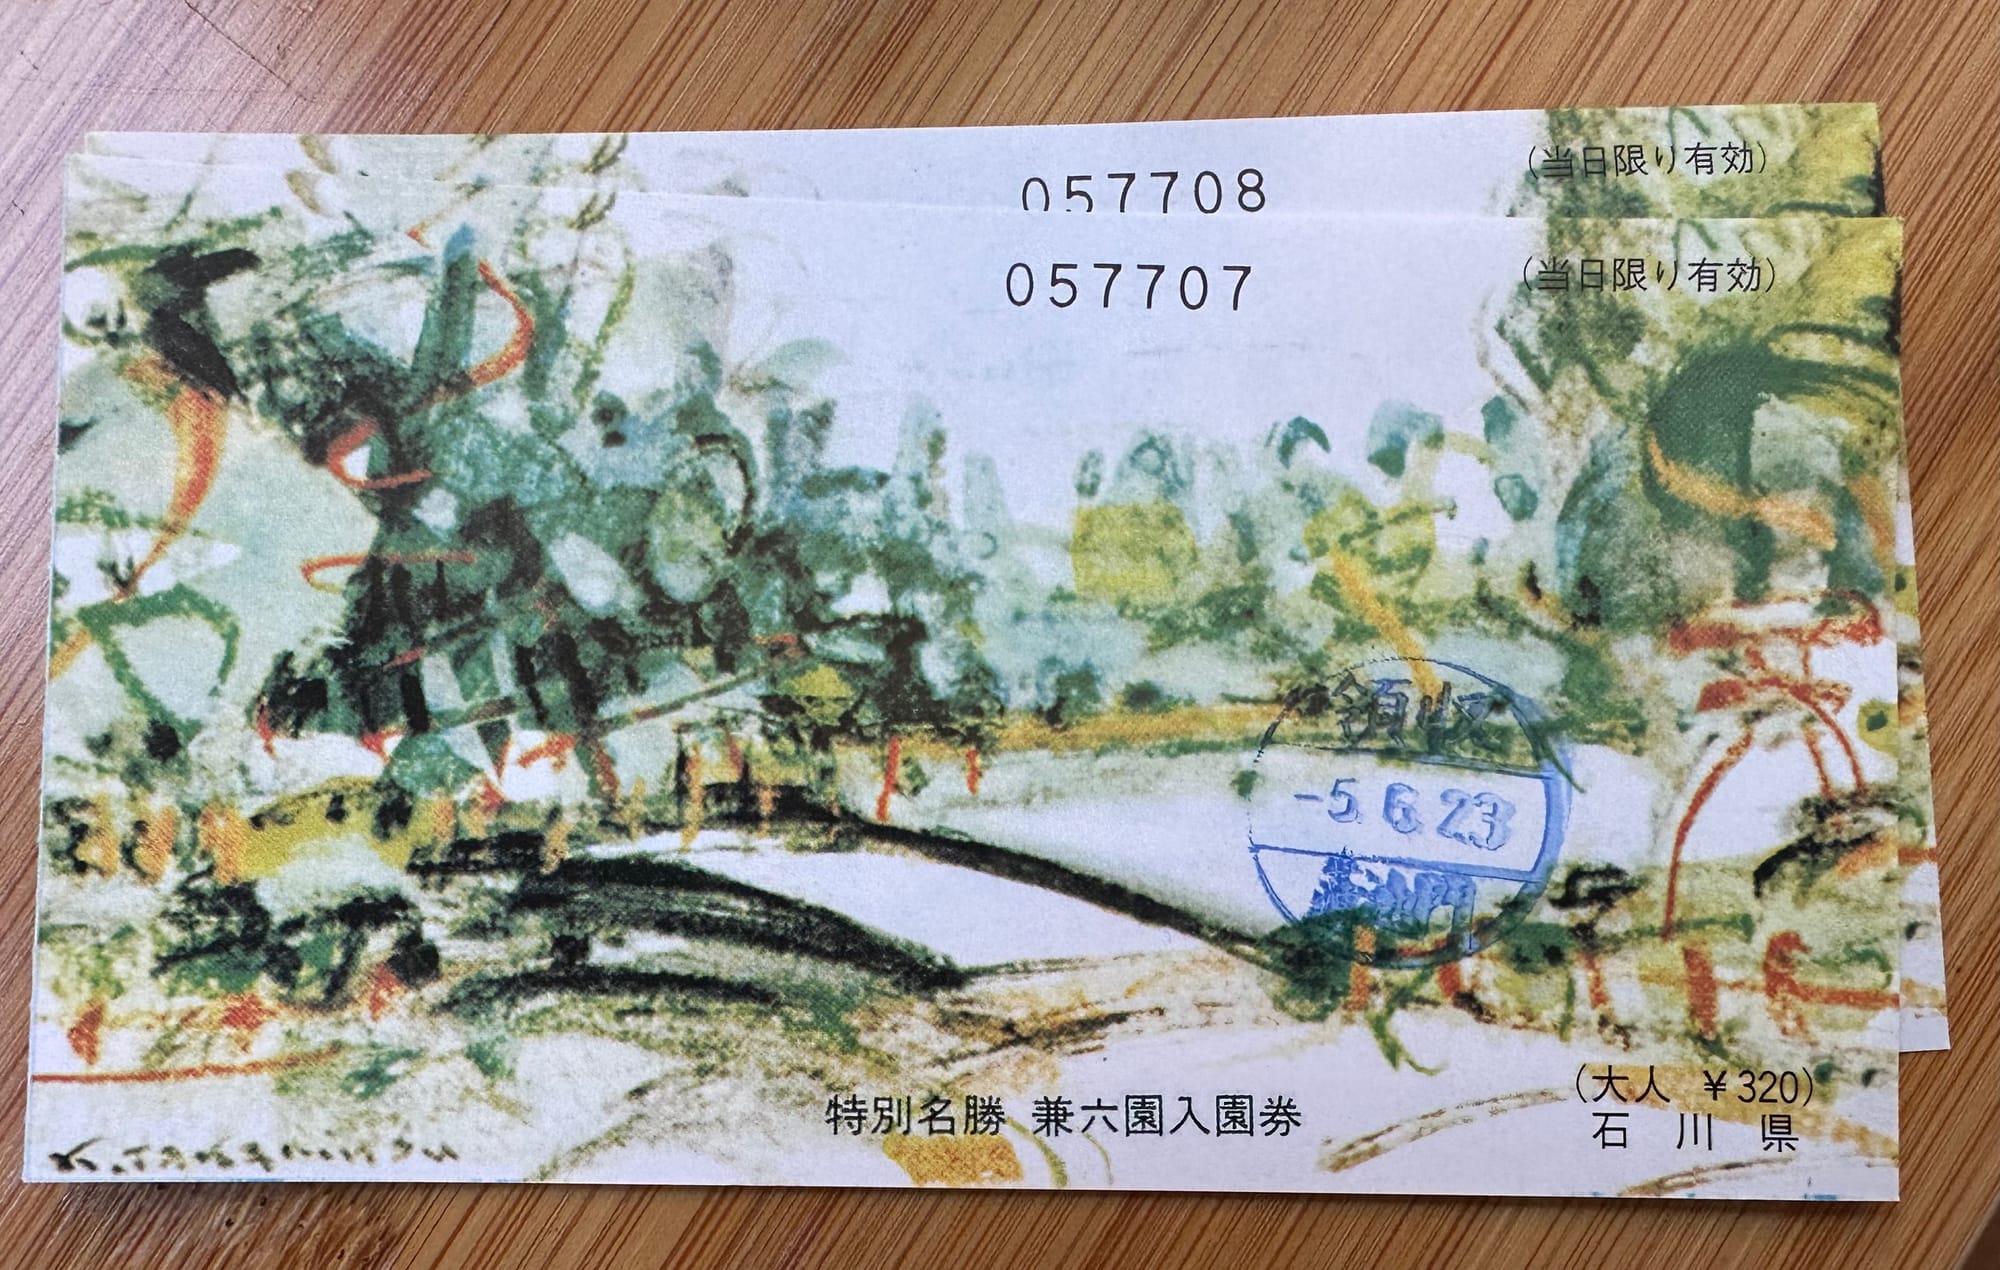 057708
(当日限り有効)
057707
(当日限り有効)
領収
-5.6.23
特別名勝 兼六園入園券
(大人 ¥320)
石川県